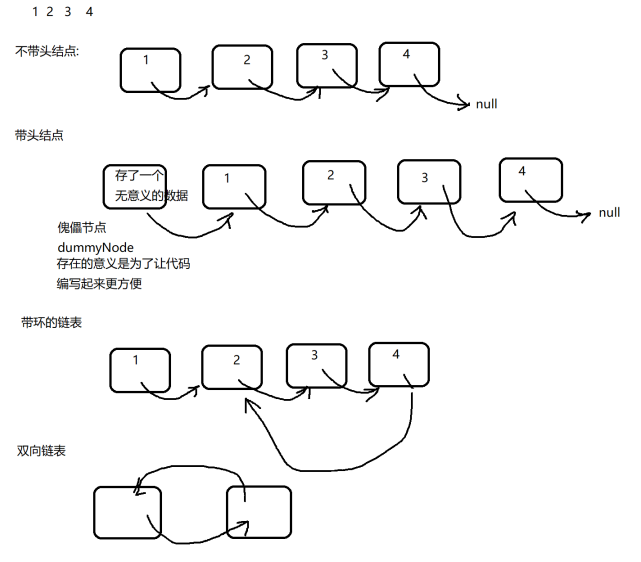 1 2 3 4
不带头结点:
1 2 3 4
null
带头结点
存了一个
无意义的数据
1 2 3 4
null
傀儡节点
dummyNode
存在的意义是为了让代码
编写起来更方便
带环的链表
1 2 3 4
双向链表